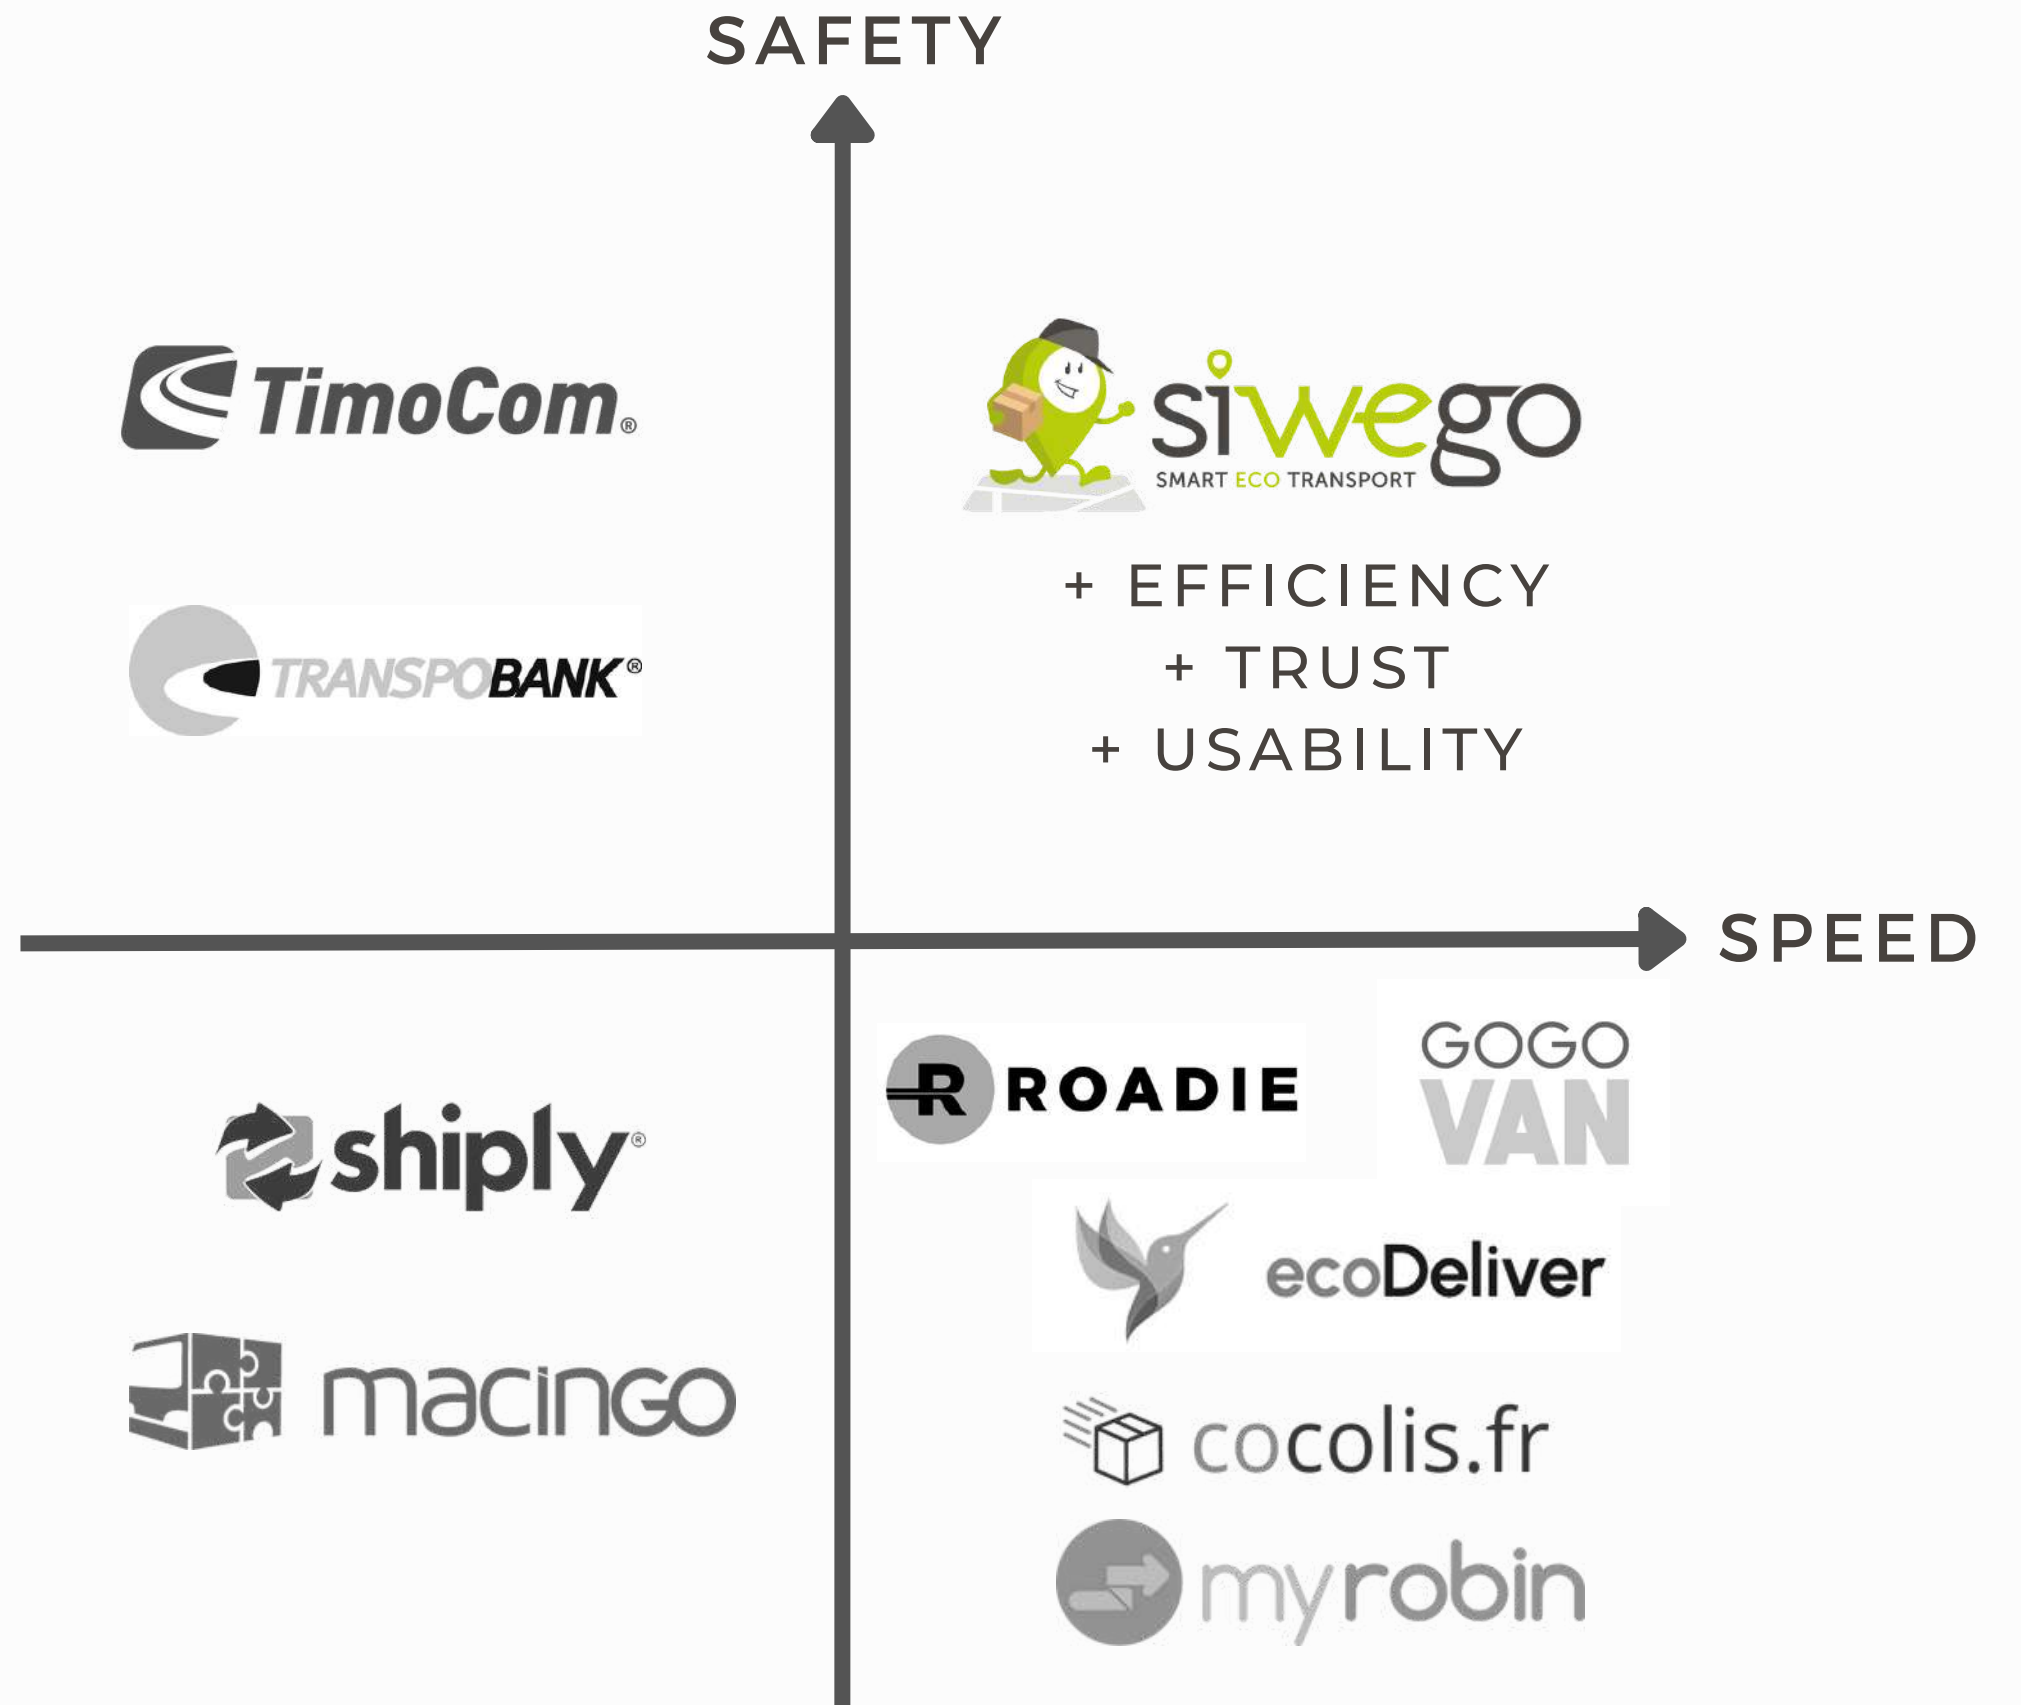 SAFETY
TimoCom®
siwego
SMART ECO TRANSPORT
TRANSPOBANK®
+ EFFICIENCY
+ TRUST
+ USABILITY
SPEED
R ROADIE
GOGO
VAN
shiply®
ecoDeliver
macingo
cocolis.fr
myrobin